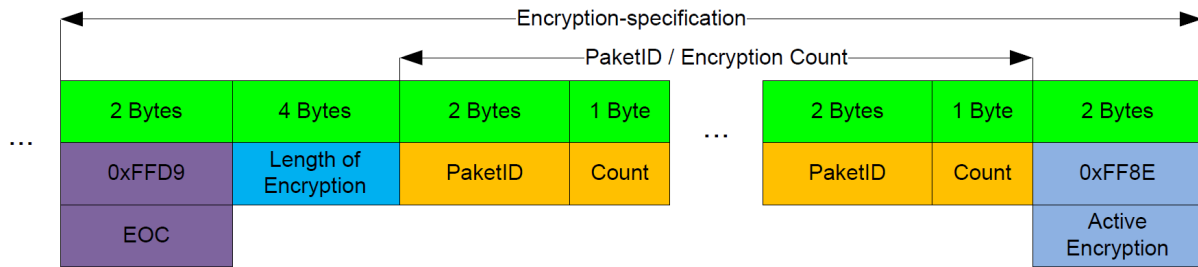 Encryption-specification
PaketID / Encryption Count
2 Bytes 4 Bytes 2 Bytes 1 Byte 2 Bytes 1 Byte 2 Bytes
... ...
0xFFD9 Length of Encryption PaketID Count PaketID Count 0xFF8E
EOC Active Encryption